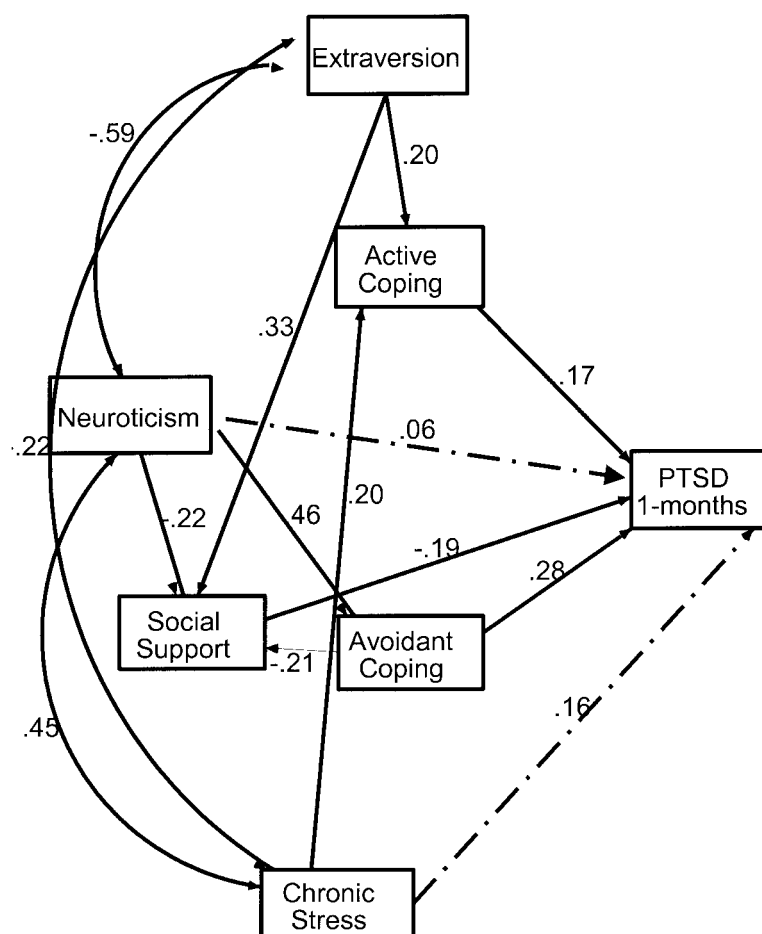 Extraversion
-.59
.20
Active
Coping
.33
.17
Neuroticism
.06
-.22
PTSD
1-months
.20
-.22
46
-.19
.28
Social
Support
Avoidant
Coping
-.21
.16
.45
Chronic
Stress